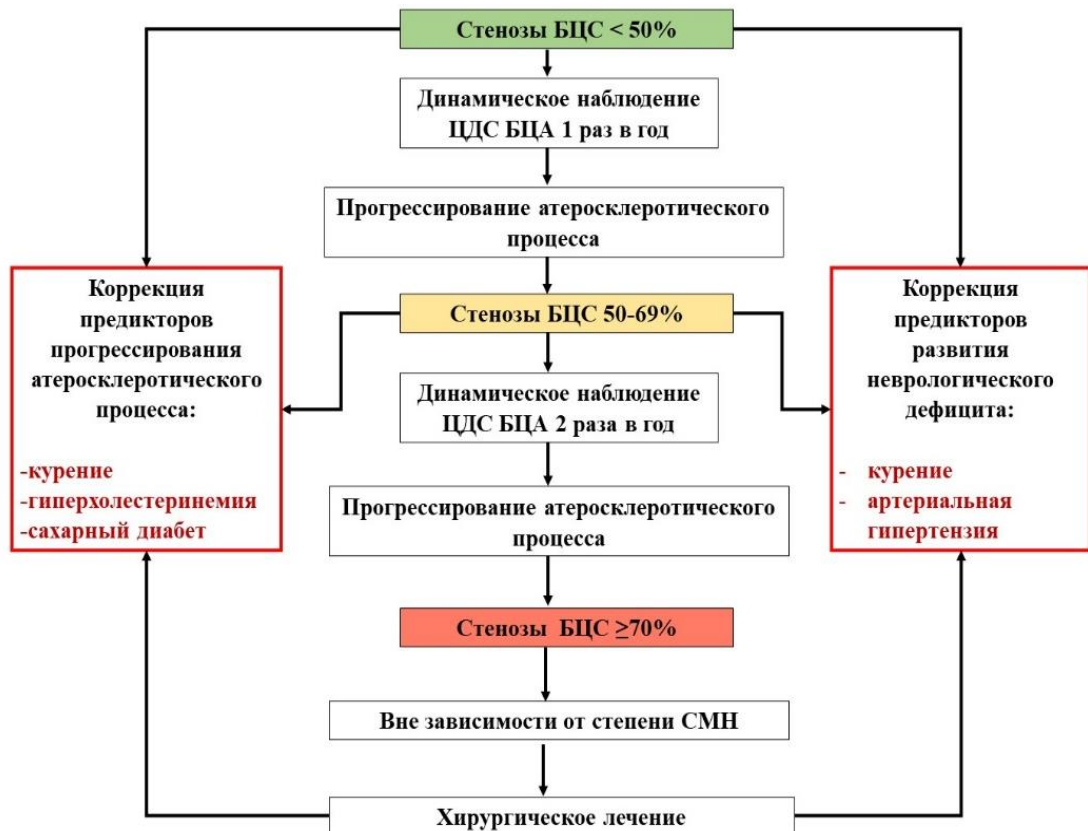 Стенозы БЦС < 50%
Динамическое наблюдение
ЦДС БЦА 1 раз в год
Прогрессирование атеросклеротического
процесса
Коррекция
предикторов
прогрессирования
атеросклеротического
процесса:
-курение
-гиперхолестеринемия
-сахарный диабет
Стенозы БЦС 50-69%
Динамическое наблюдение
ЦДС БЦА 2 раза в год
Прогрессирование атеросклеротического
процесса
Коррекция
предикторов
развития
неврологического
дефицита:
- курение
- артериальная
гипертензия
Стенозы БЦС ≥70%
Вне зависимости от степени СМН
Хирургическое лечение